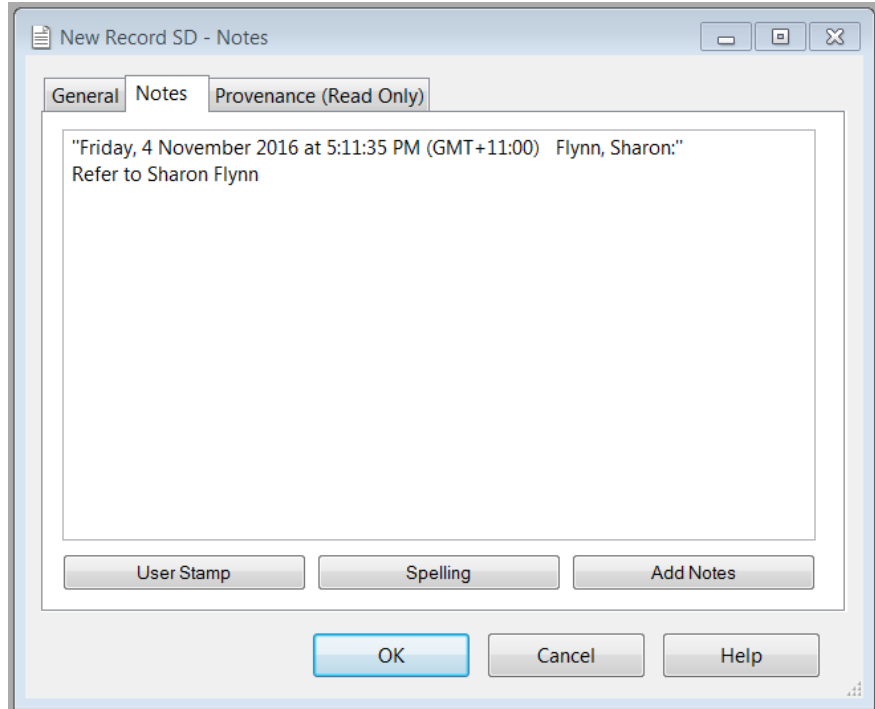 New Record SD - Notes
General Notes Provenance (Read Only)
"Friday, 4 November 2016 at 5:11:35 PM (GMT+11:00)   Flynn, Sharon:"
Refer to Sharon Flynn
User Stamp Spelling Add Notes
OK Cancel Help